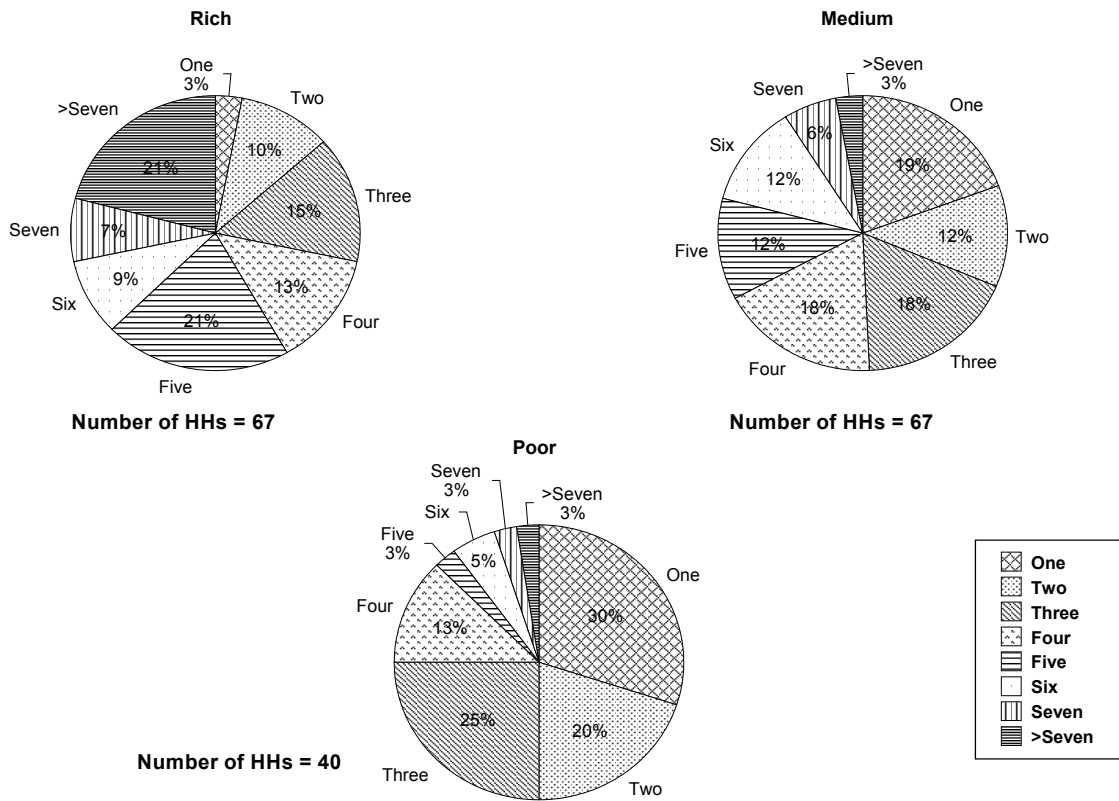 Rich
One
3%
Two
10%
Three
15%
Four
13%
Five
21%
Six
9%
Seven
7%
>Seven
21%
Number of HHs = 67
Medium
>Seven
3%
One
19%
Two
12%
Three
18%
Four
18%
Five
12%
Six
12%
Seven
6%
Number of HHs = 67
Poor
Seven
3%
>Seven
3%
One
30%
Two
20%
Three
25%
Four
13%
Five
3%
Six
5%
Number of HHs = 40
One
Two
Three
Four
Five
Six
Seven
>Seven